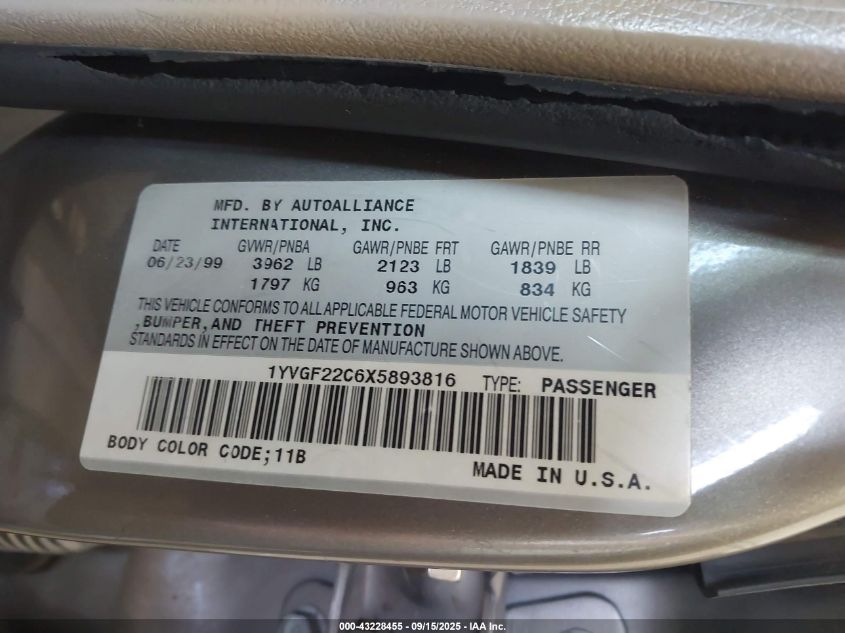 MFD. BY AUTOALLIANCE
INTERNATIONAL, INC.
DATE GVWR/PNBA GAWR/PNBE FRT GAWR/PNBE RR
06/23/99 3962 LB 2123 LB 1839 LB
1797 KG 963 KG 834 KG
THIS VEHICLE CONFORMS TO ALL APPLICABLE FEDERAL MOTOR VEHICLE SAFETY
,BUMPER,AND THEFT PREVENTION
STANDARDS IN EFFECT ON THE DATE OF MANUFACTURE SHOWN ABOVE.
1YVGF22C6X5893816 TYPE: PASSENGER
BODY COLOR CODE;11B
MADE IN U.S.A.
000-43228455 - 09/15/2025 - IAA Inc.